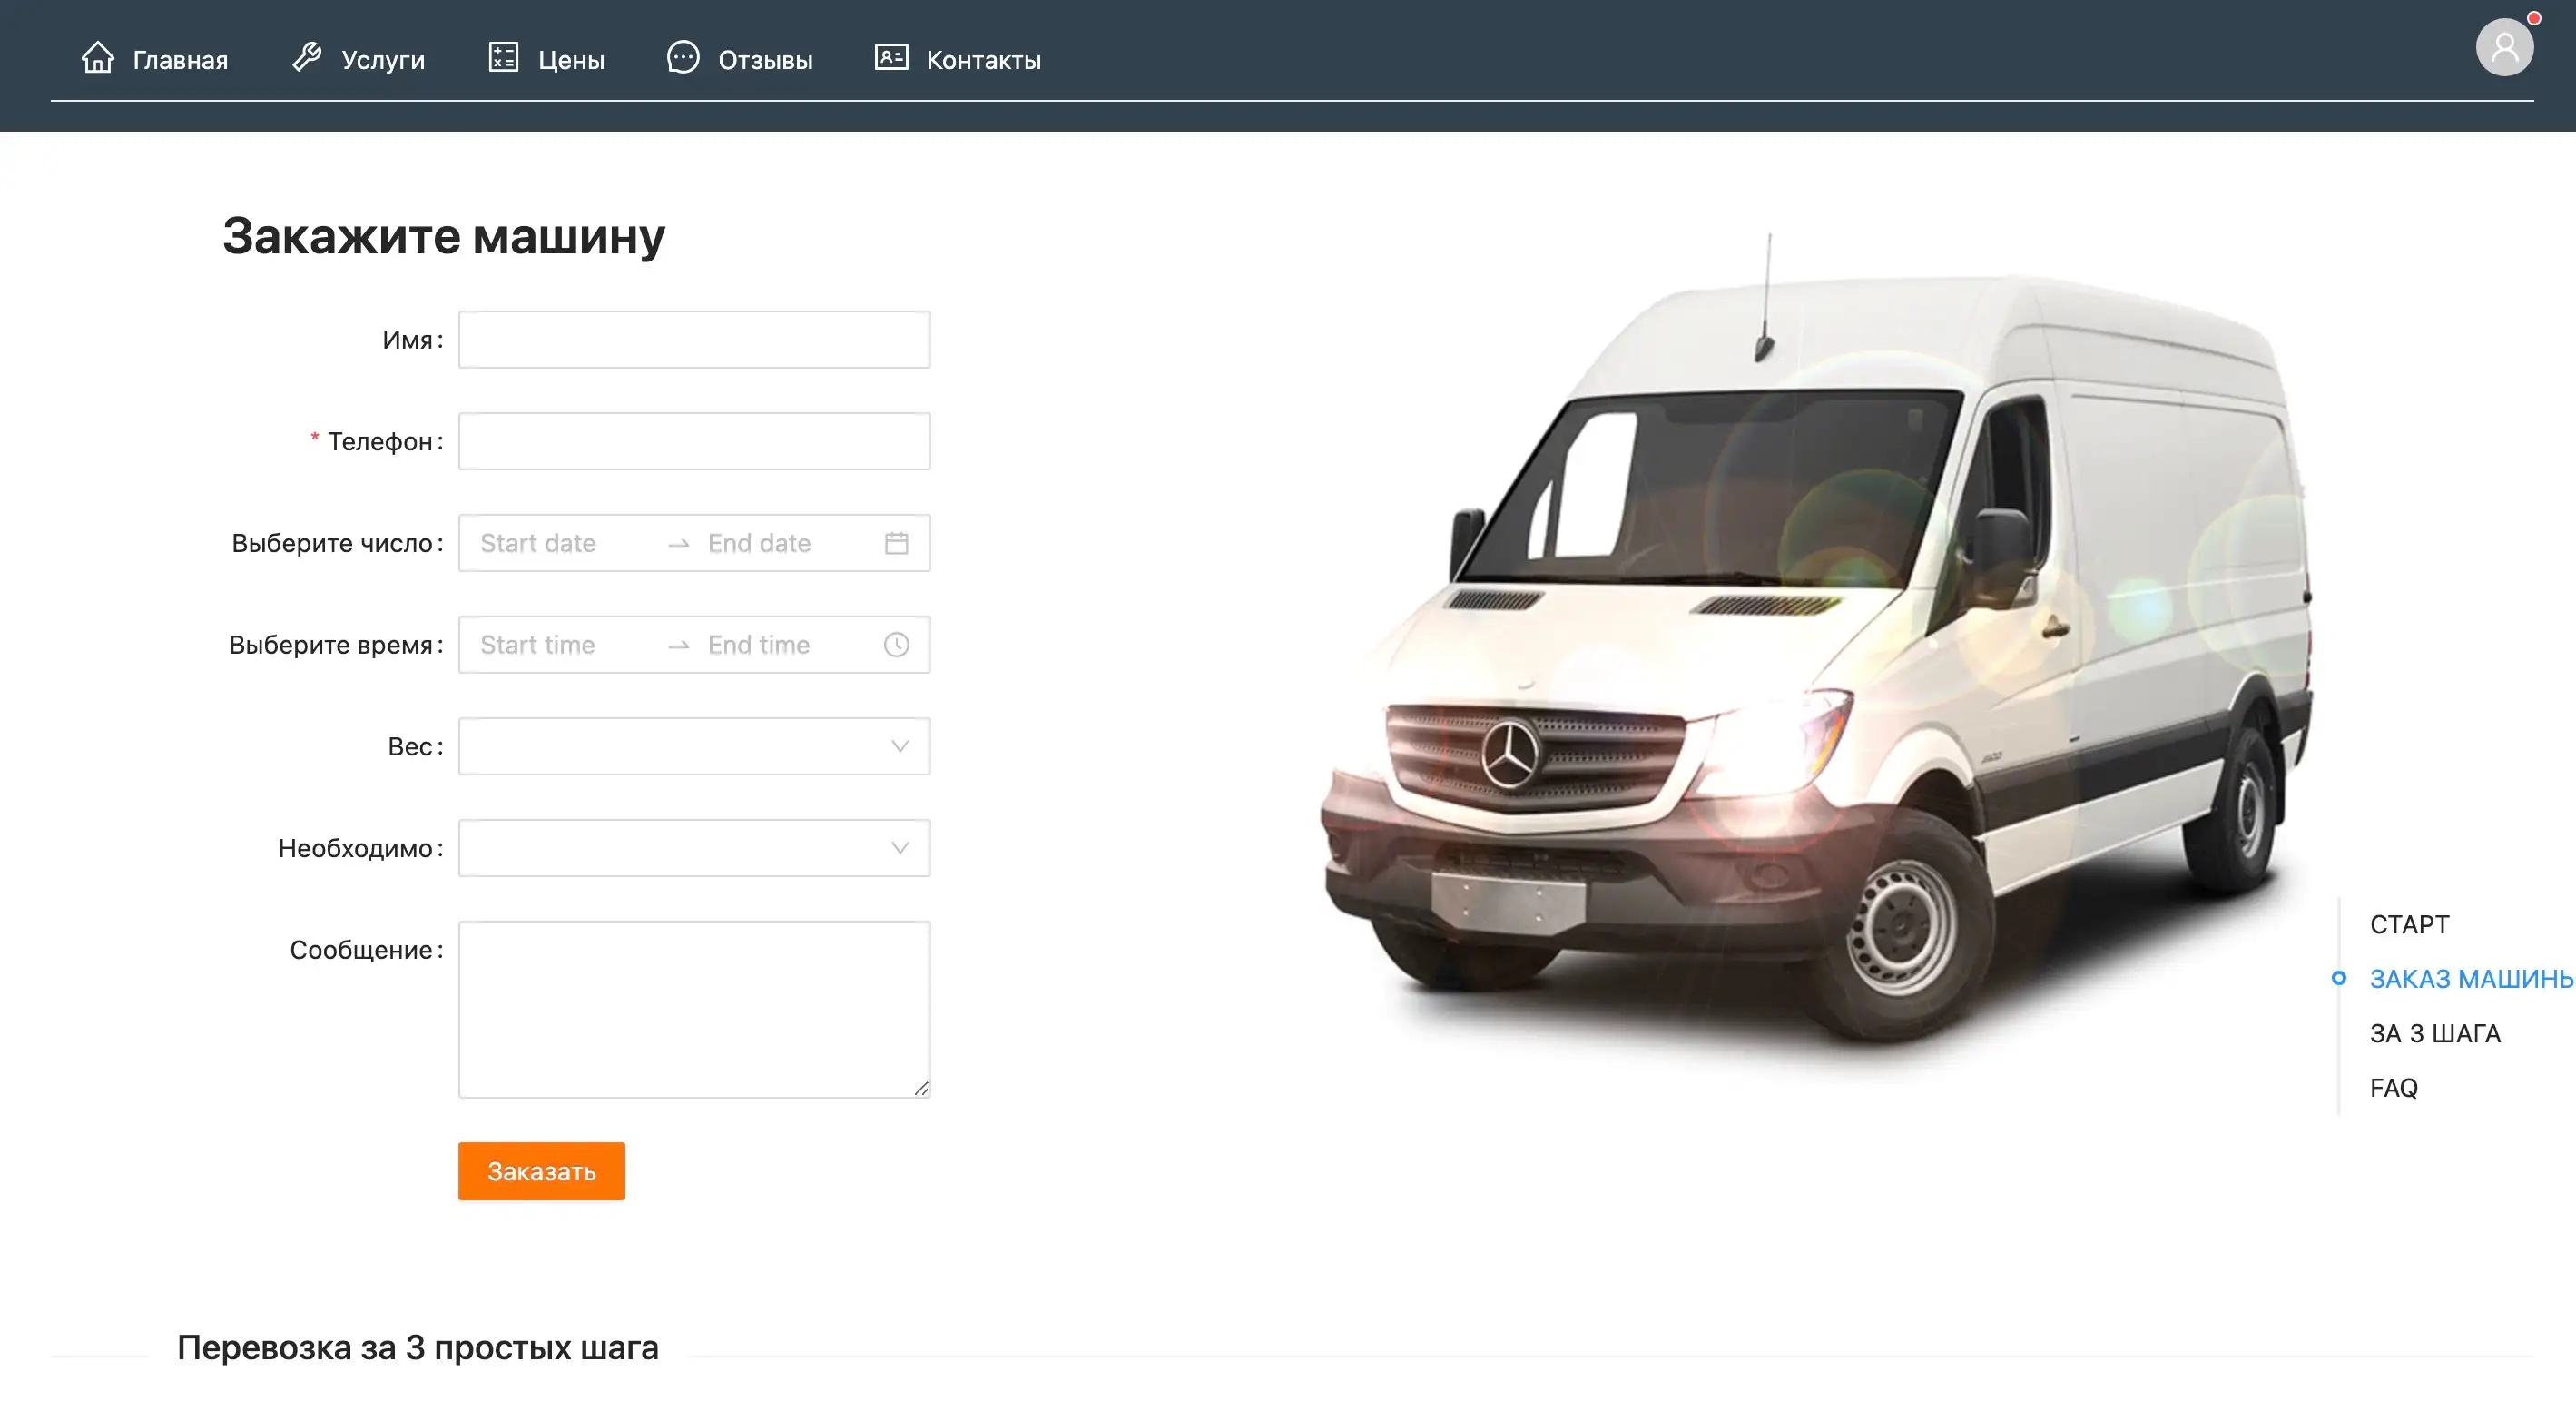 Главная Услуги Цены Отзывы Контакты
Закажите машину
Имя:
* Телефон:
Выберите число: Start date → End date
Выберите время: Start time → End time
Вес:
Необходимо:
Сообщение:
Заказать
СТАРТ
ЗАКАЗ МАШИНЬ
ЗА 3 ШАГА
FAQ
Перевозка за 3 простых шага